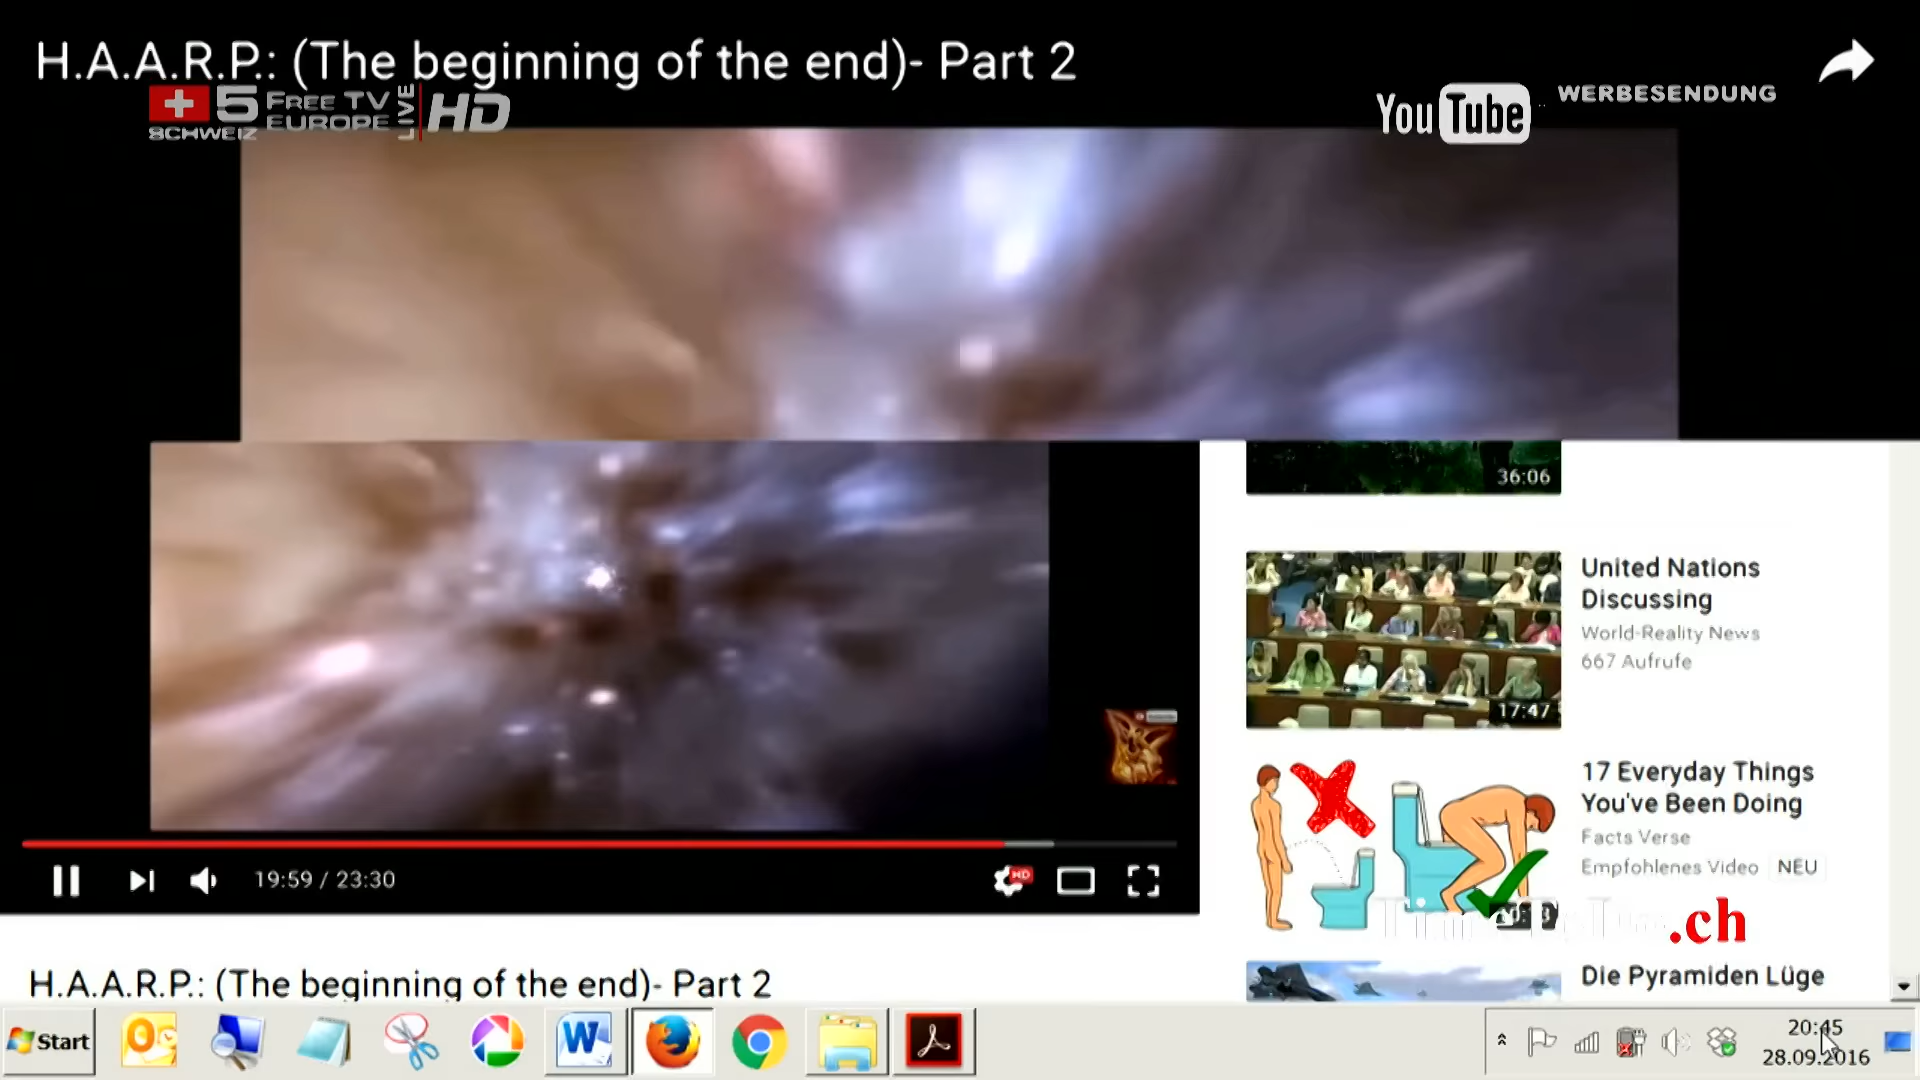 H.A.A.R.P.: (The beginning of the end)- Part 2
5 FREE TV LIVE HD
SCHWEIZ EUROPE
YouTube
WERBESENDUNG
36:06
United Nations
Discussing
World-Reality News
667 Aufrufe
17:47
17 Everyday Things
You've Been Doing
Facts Verse
Empfohlenes Video NEU
.ch
HD
19:59 / 23:30
H.A.A.R.P.: (The beginning of the end)- Part 2
Die Pyramiden Lüge
Start
20:45
28.09.2016